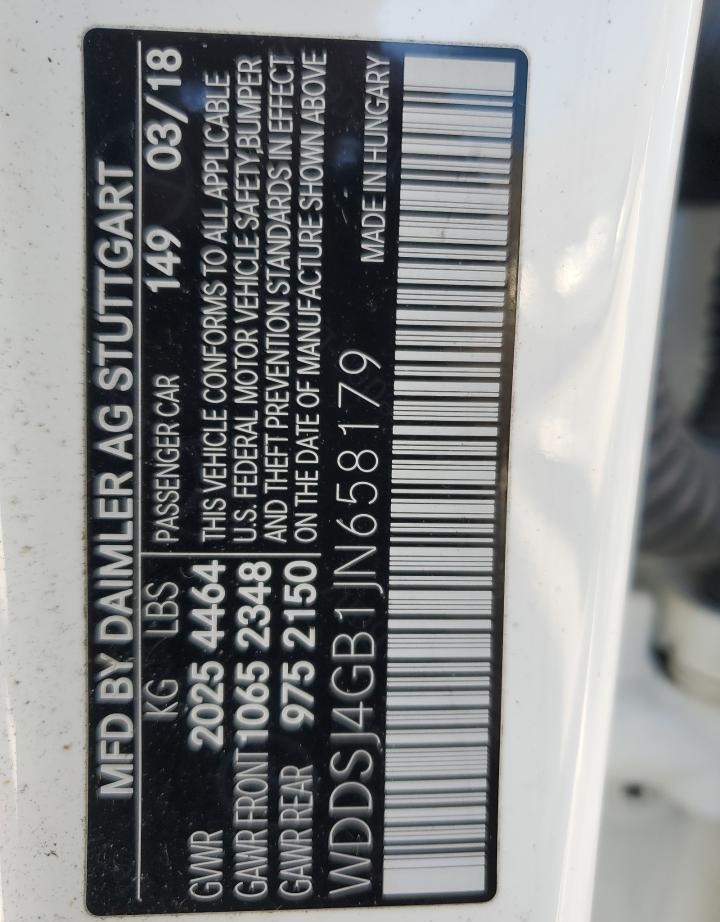 MFD BY DAIMLER AG STUTTGART
KG LBS PASSENGER CAR 149 03/18
GVWR 2025 4464 THIS VEHICLE CONFORMS TO ALL APPLICABLE
GAWR FRONT 1065 2348 U.S. FEDERAL MOTOR VEHICLE SAFETY,BUMPER
GAWR REAR 975 2150 AND THEFT PREVENTION STANDARDS IN EFFECT
ON THE DATE OF MANUFACTURE SHOWN ABOVE
WDDSJ4GB1JN658179 MADE IN HUNGARY